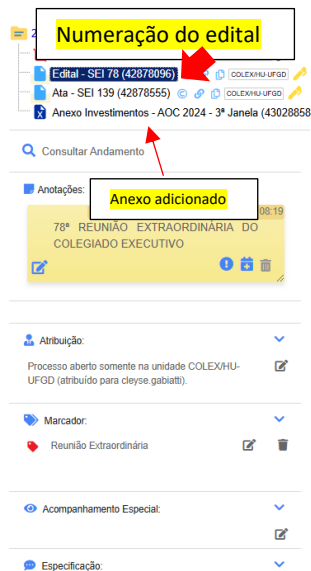 Numeração do edital
2
Edital - SEI 78 (42878096) COLEX/HU-UFGD
Ata - SEI 139 (42878555) COLEX/HU-UFGD
Anexo Investimentos - AOC 2024 - 3ª Janela (43028858
Consultar Andamento
Anotações:
Anexo adicionado
08:19
78ª REUNIÃO EXTRAORDINÁRIA DO
COLEGIADO EXECUTIVO
Atribuição:
Processo aberto somente na unidade COLEX/HU-
UFGD (atribuído para cleyse.gabiatti).
Marcador:
Reunião Extraordinária
Acompanhamento Especial:
Especificação: